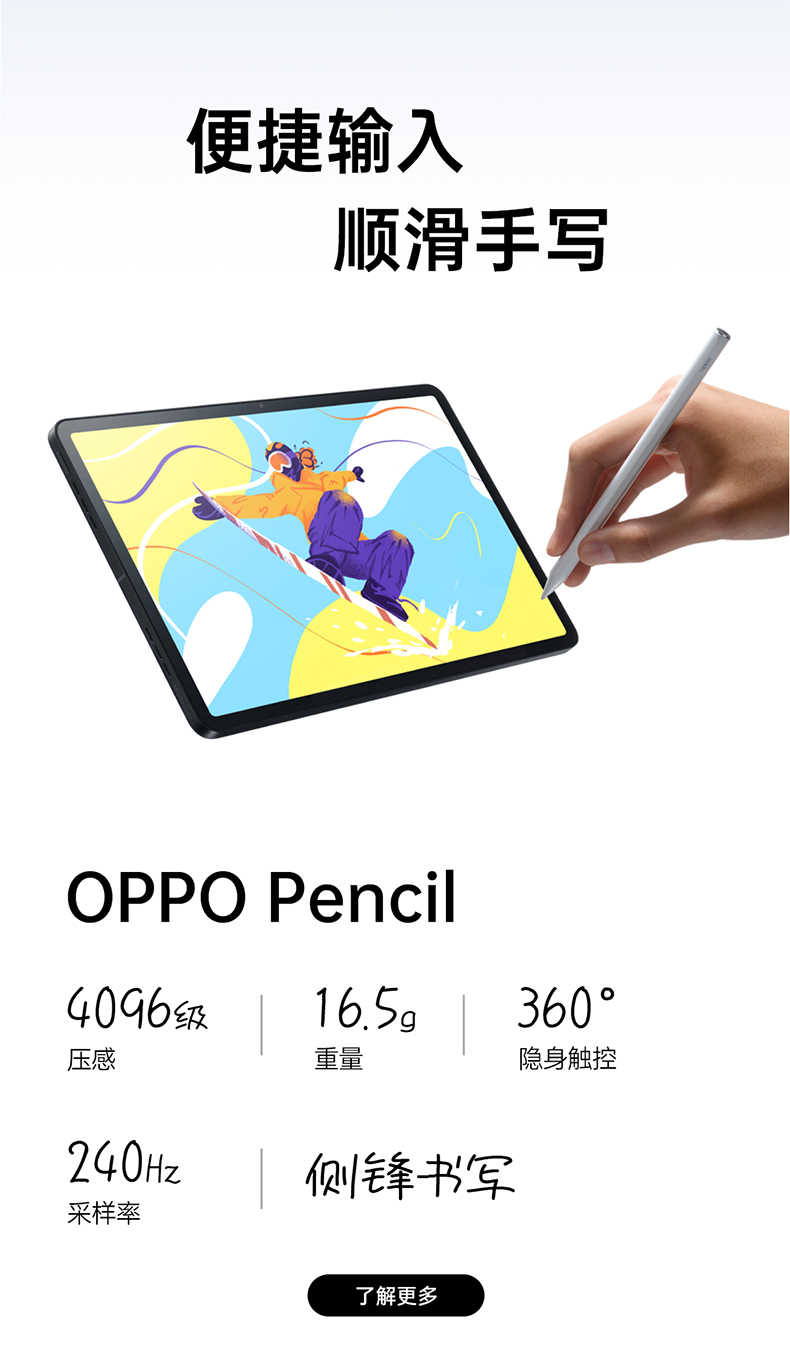 便捷输入
顺滑手写
OPPO Pencil
4096级
压感
16.5g
重量
360°
隐身触控
240Hz
采样率
侧锋书写
了解更多